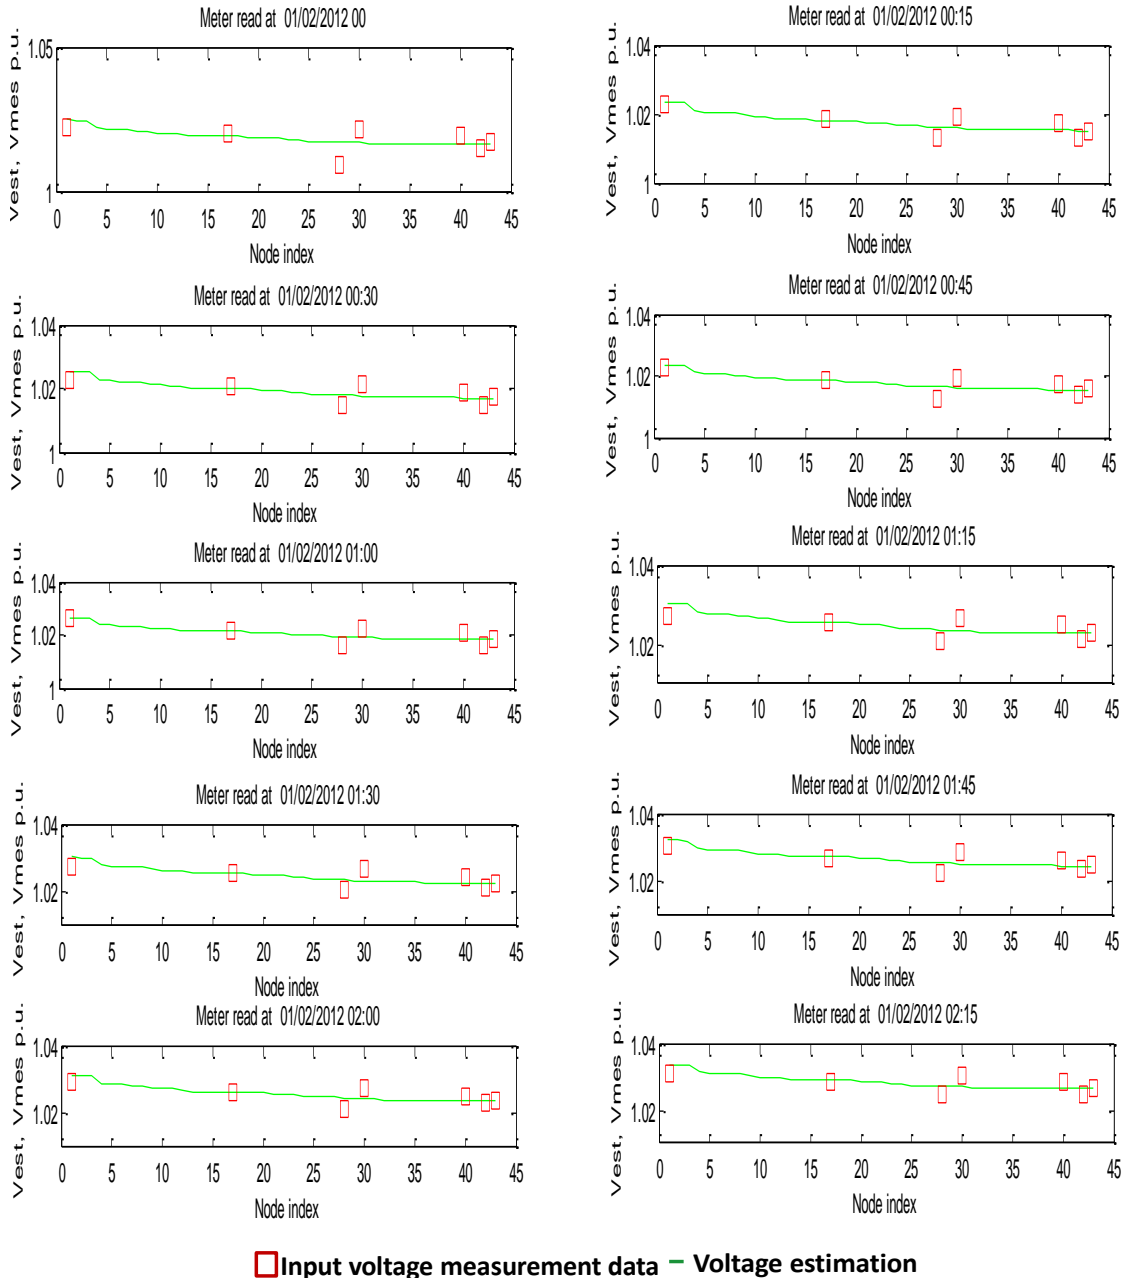 Meter read at 01/02/2012 00
Vest, Vmes p.u.
1.05
1
0 5 10 15 20 25 30 35 40 45
Node index
Meter read at 01/02/2012 00:15
Vest, Vmes p.u.
1.04
1.02
1
0 5 10 15 20 25 30 35 40 45
Node index
Meter read at 01/02/2012 00:30
Vest, Vmes p.u.
1.04
1.02
1
0 5 10 15 20 25 30 35 40 45
Node index
Meter read at 01/02/2012 00:45
Vest, Vmes p.u.
1.04
1.02
1
0 5 10 15 20 25 30 35 40 45
Node index
Meter read at 01/02/2012 01:00
Vest, Vmes p.u.
1.04
1.02
1
0 5 10 15 20 25 30 35 40 45
Node index
Meter read at 01/02/2012 01:15
Vest, Vmes p.u.
1.04
1.02
0 5 10 15 20 25 30 35 40 45
Node index
Meter read at 01/02/2012 01:30
Vest, Vmes p.u.
1.04
1.02
0 5 10 15 20 25 30 35 40 45
Node index
Meter read at 01/02/2012 01:45
Vest, Vmes p.u.
1.04
1.02
0 5 10 15 20 25 30 35 40 45
Node index
Meter read at 01/02/2012 02:00
Vest, Vmes p.u.
1.04
1.02
0 5 10 15 20 25 30 35 40 45
Node index
Meter read at 01/02/2012 02:15
Vest, Vmes p.u.
1.04
1.02
0 5 10 15 20 25 30 35 40 45
Node index
Input voltage measurement data Voltage estimation